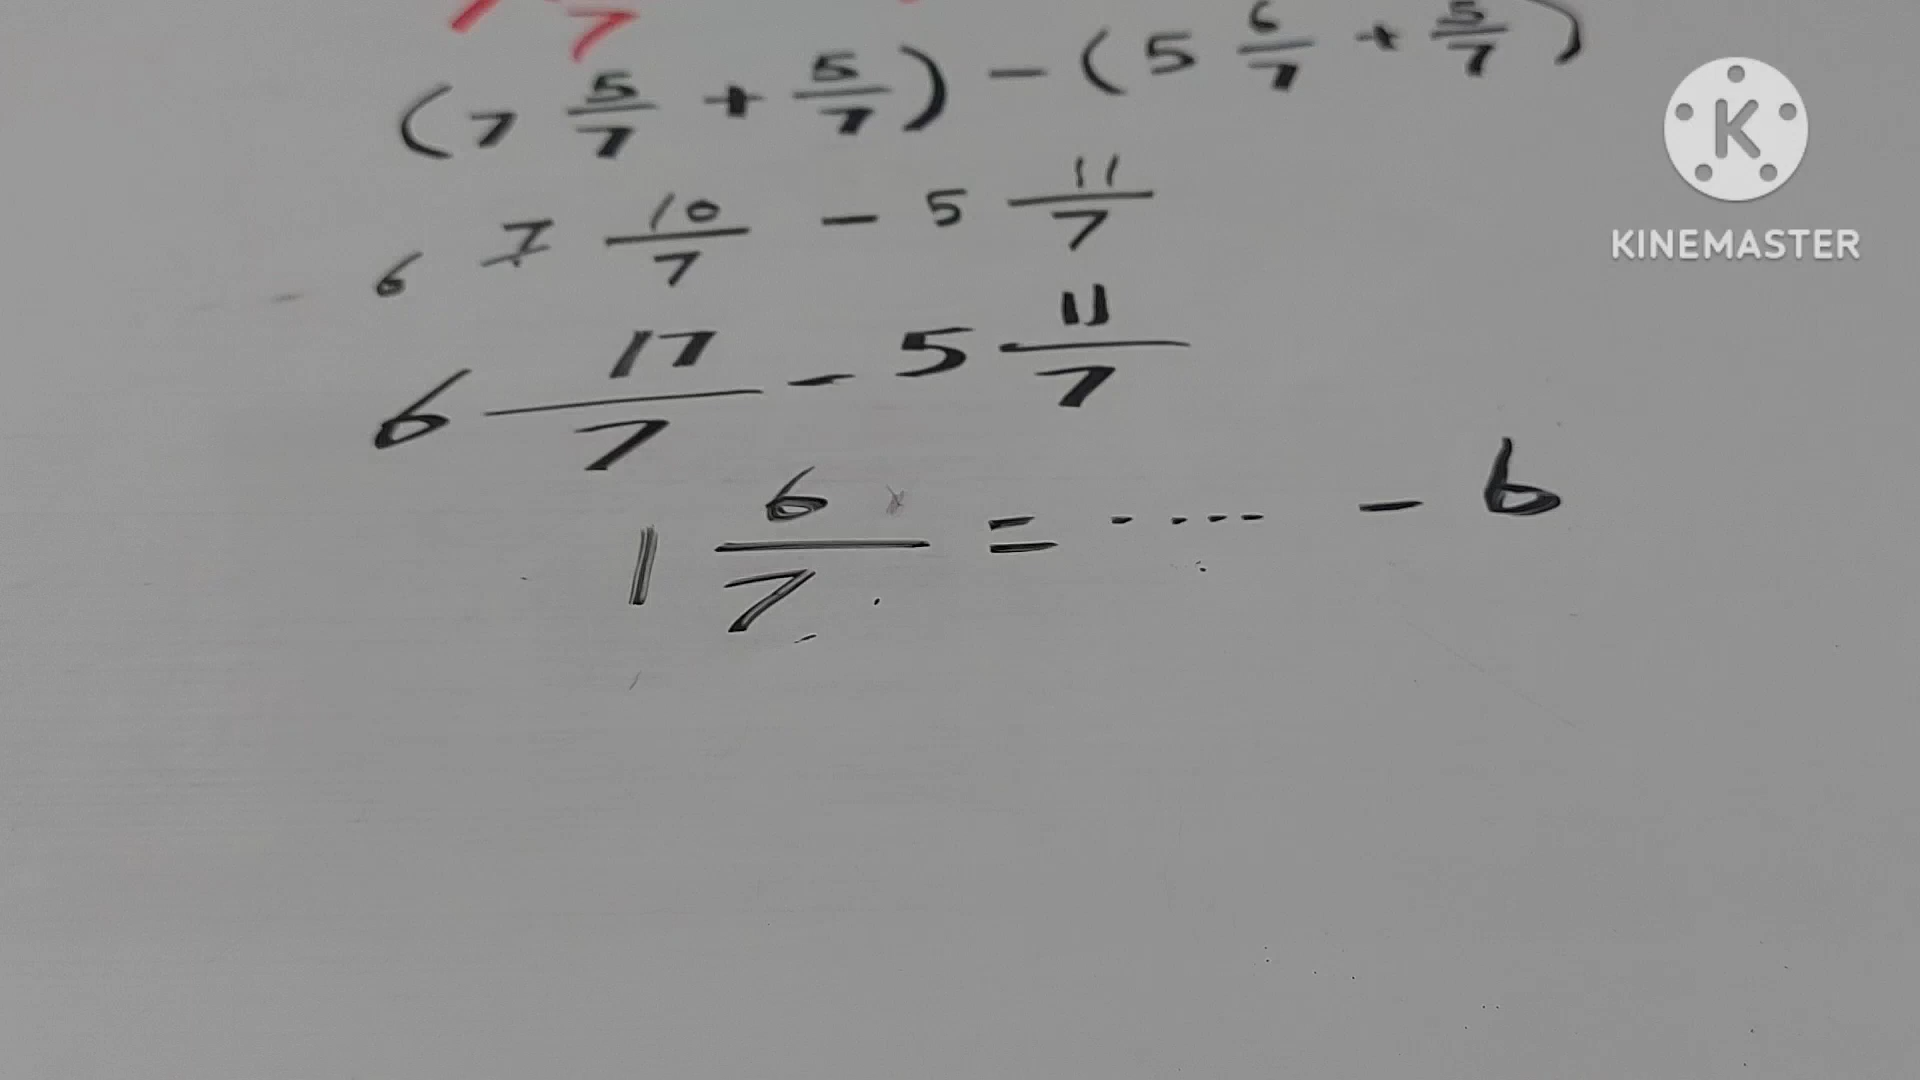 7
(7 5/7 + 5/7) - (5 6/7 + 5/7)
6 7 10/7 - 5 11/7
6 17/7 - 5 11/7
1 6/7 = ..... - 6
K
KINEMASTER